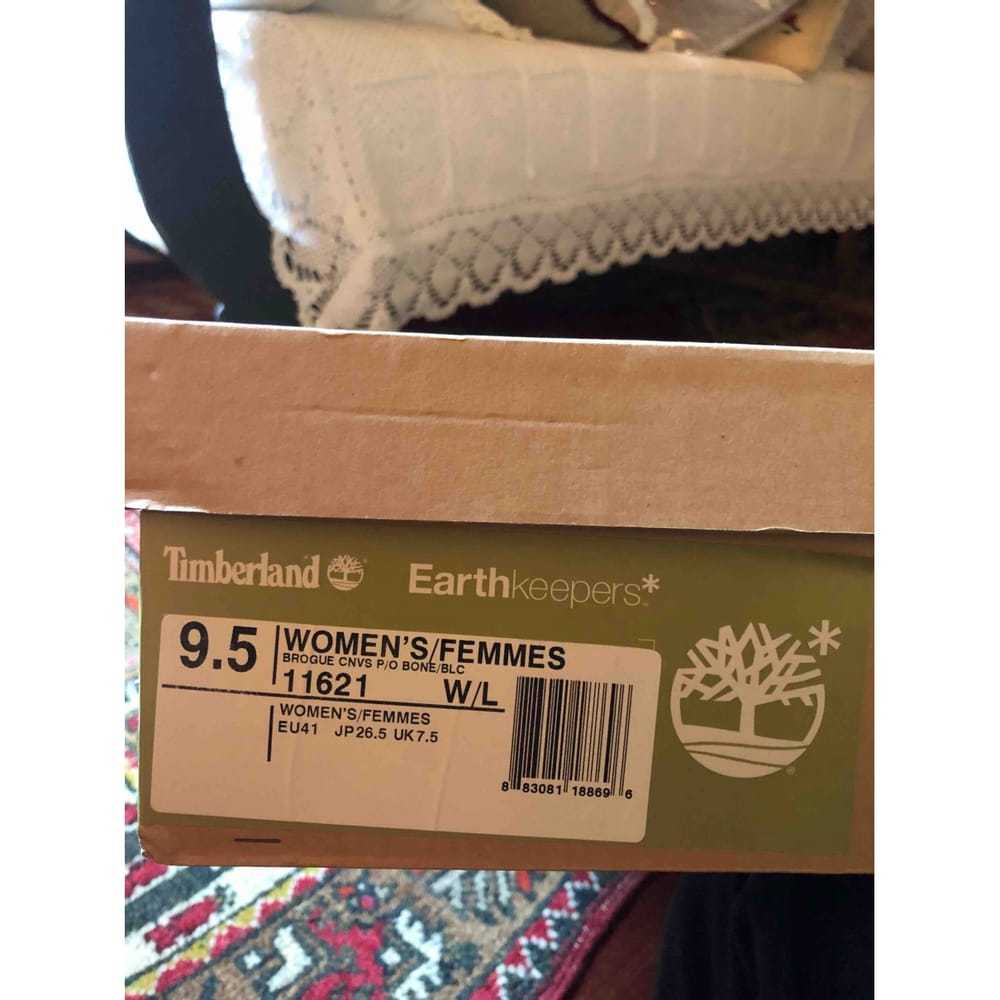 Timberland Earthkeepers*
9.5 WOMEN'S/FEMMES
BROGUE CNVS P/O BONE/BLC
11621 W/L
WOMEN'S/FEMMES
EU41 JP26.5 UK7.5
8 83081 18869 6